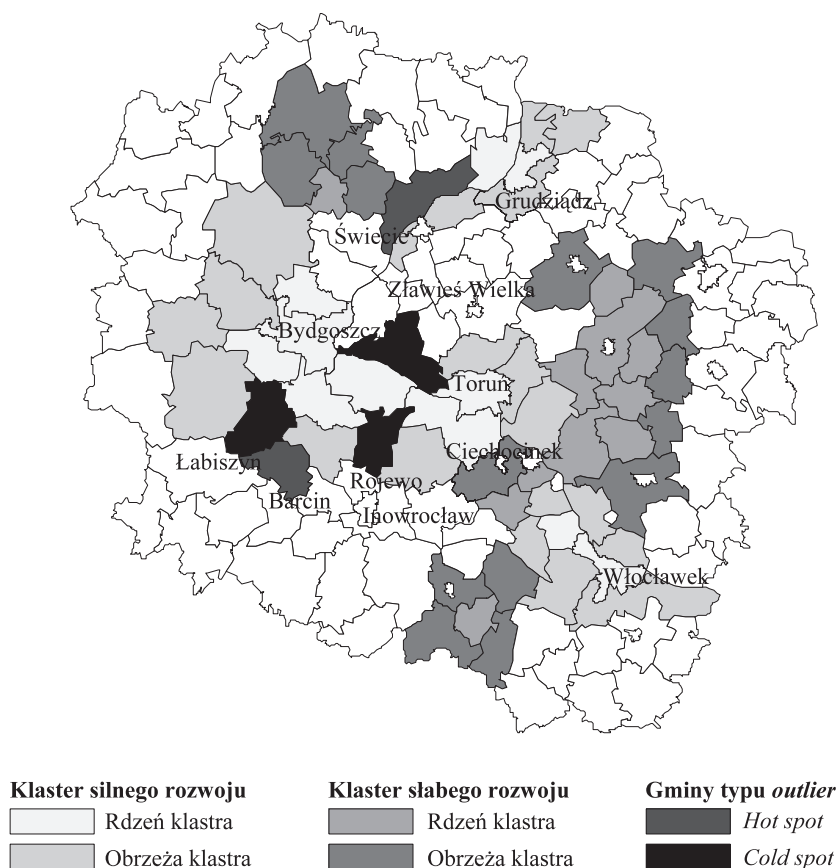 Grudziądz
Świecie
Zławieś Wielka
Bydgoszcz
Toruń
Ciechocinek
Łabiszyn
Rojewo
Barcin
Inowrocław
Włocławek
Klaster silnego rozwoju
Klaster słabego rozwoju
Gminy typu outlier
Rdzeń klastra
Rdzeń klastra
Hot spot
Obrzeża klastra
Obrzeża klastra
Cold spot